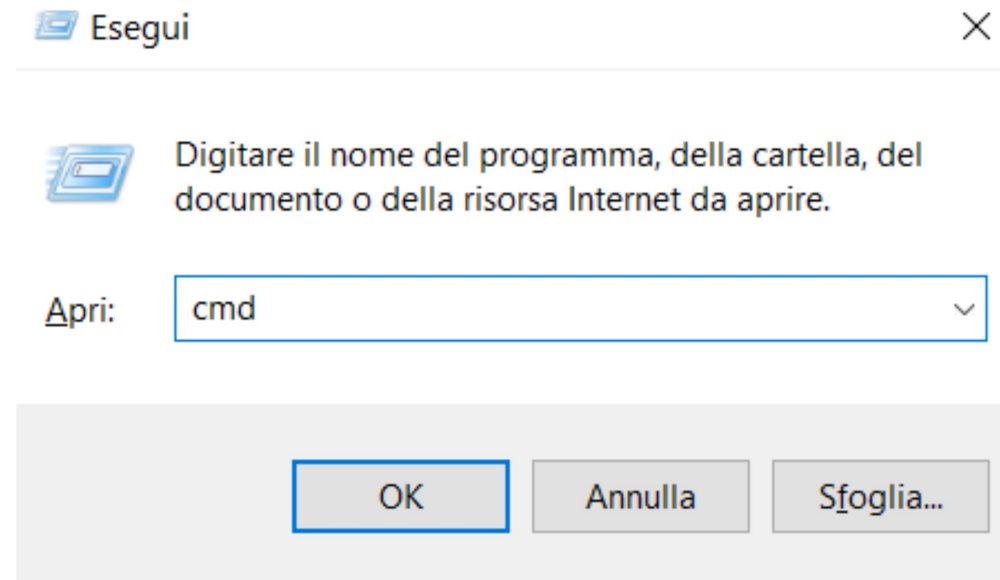 Esegui
Digitare il nome del programma, della cartella, del
documento o della risorsa Internet da aprire.
Apri: cmd
OK Annulla Sfoglia...